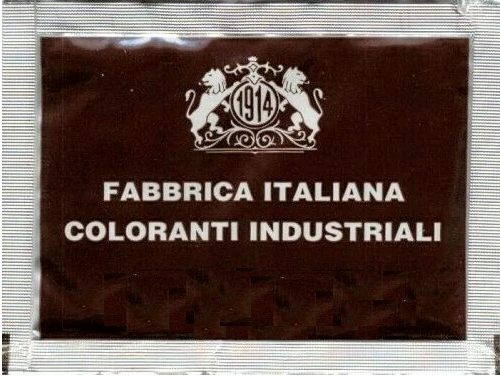 1914
FABBRICA ITALIANA
COLORANTI INDUSTRIALI